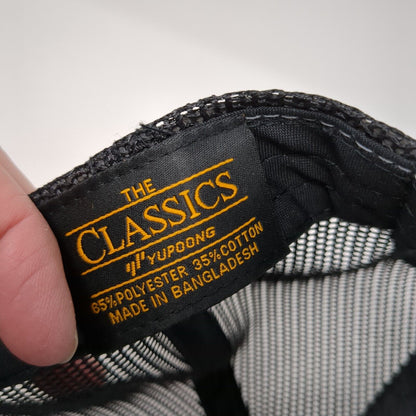 THE
CLASSICS
YUPOONG
65%POLYESTER 35%COTTON
MADE IN BANGLADESH